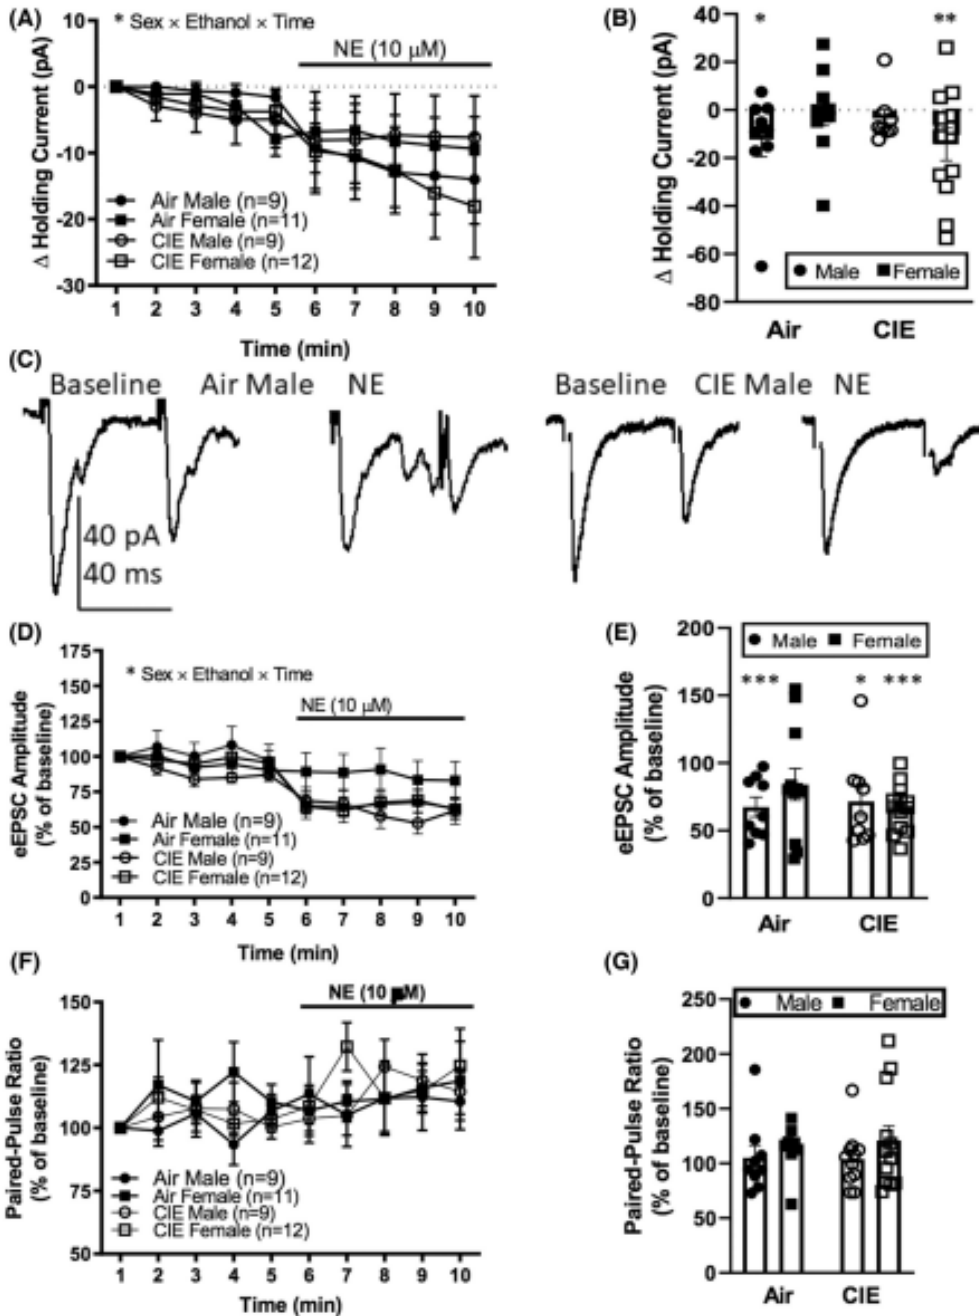 (A)
* Sex × Ethanol × Time
NE (10 µM)
Δ Holding Current (pA)
10
0
-10
-20
-30
Air Male (n=9)
Air Female (n=11)
CIE Male (n=9)
CIE Female (n=12)
1 2 3 4 5 6 7 8 9 10
Time (min)
(B)
Δ Holding Current (pA)
40
20
0
-20
-40
-60
-80
* **
Male Female
Air CIE
(C)
Baseline Air Male NE
Baseline CIE Male NE
40 pA
40 ms
(D)
* Sex × Ethanol × Time
NE (10 µM)
eEPSC Amplitude
(% of baseline)
175
150
125
100
75
50
25
0
Air Male (n=9)
Air Female (n=11)
CIE Male (n=9)
CIE Female (n=12)
1 2 3 4 5 6 7 8 9 10
Time (min)
(E)
eEPSC Amplitude
(% of baseline)
200
150
100
50
0
Male Female
*** * ***
Air CIE
(F)
NE (10 M)
Paired-Pulse Ratio
(% of baseline)
150
125
100
75
50
Air Male (n=9)
Air Female (n=11)
CIE Male (n=9)
CIE Female (n=12)
1 2 3 4 5 6 7 8 9 10
Time (min)
(G)
Paired-Pulse Ratio
(% of baseline)
250
200
150
100
50
0
Male Female
Air CIE